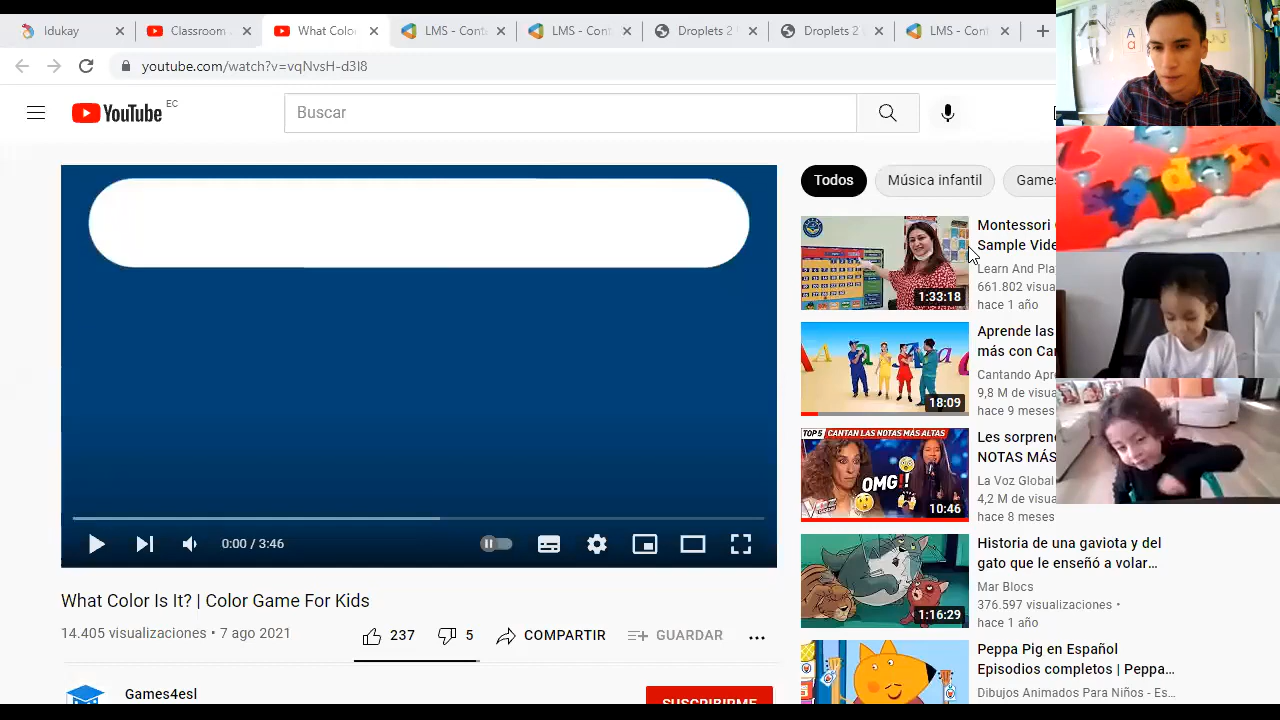 Idukay
Classroom
What Colo
LMS - Cont
LMS - Cont
Droplets 2
Droplets 2
LMS - Cont
youtube.com/watch?v=vqNvsH-d3I8
YouTube EC
Buscar
Todos
Música infantil
Games
Montessori
Sample Vide
Learn And Pla
661.802 visua
hace 1 año
1:33:18
Aprende las
más con Can
Cantando Apre
9,8 M de visua
hace 9 meses
18:09
TOP 5 CANTAN LAS NOTAS MÁS ALTAS
OMG!!
10:46
Les sorpren
NOTAS MÁS
La Voz Global
4,2 M de visua
hace 8 meses
0:00 / 3:46
1:16:29
Historia de una gaviota y del
gato que le enseñó a volar…
Mar Blocs
376.597 visualizaciones •
hace 1 año
What Color Is It? | Color Game For Kids
14.405 visualizaciones • 7 ago 2021
237
5
COMPARTIR
GUARDAR
Peppa Pig en Español
Episodios completos | Peppa…
Dibujos Animados Para Niños - Es…
Games4esl
SUSCRIBIRME
A
a